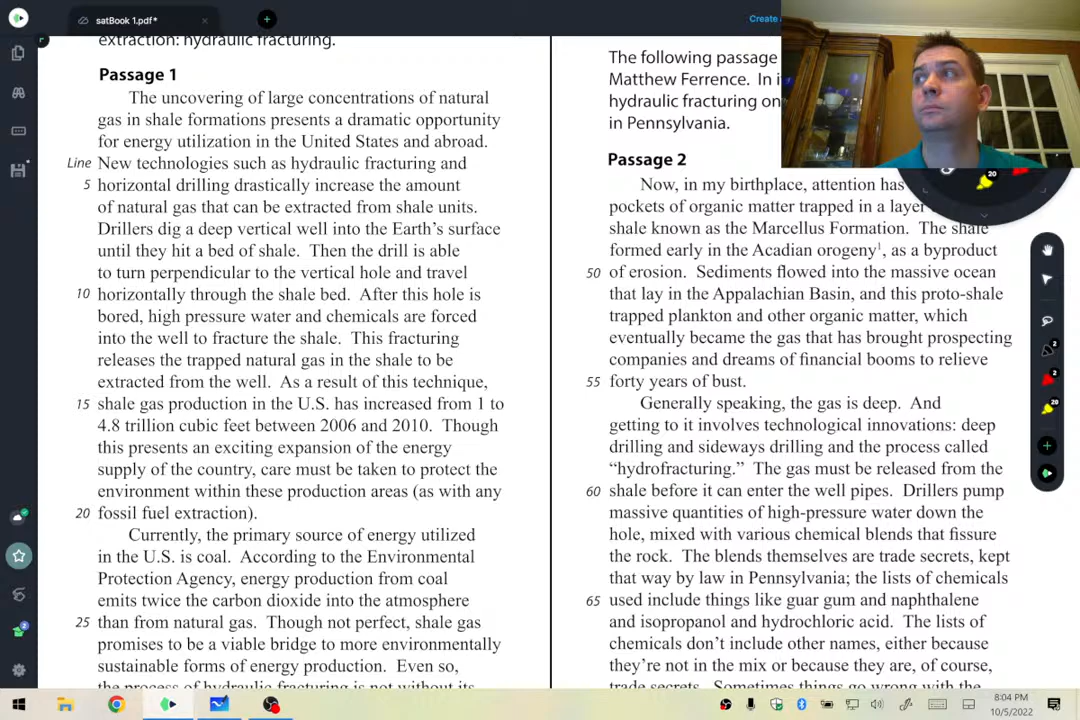 satBook 1.pdf*
Create
extraction: hydraulic fracturing.
Passage 1
The uncovering of large concentrations of natural
gas in shale formations presents a dramatic opportunity
for energy utilization in the United States and abroad.
Line New technologies such as hydraulic fracturing and
5 horizontal drilling drastically increase the amount
of natural gas that can be extracted from shale units.
Drillers dig a deep vertical well into the Earth's surface
until they hit a bed of shale. Then the drill is able
to turn perpendicular to the vertical hole and travel
10 horizontally through the shale bed. After this hole is
bored, high pressure water and chemicals are forced
into the well to fracture the shale. This fracturing
releases the trapped natural gas in the shale to be
extracted from the well. As a result of this technique,
15 shale gas production in the U.S. has increased from 1 to
4.8 trillion cubic feet between 2006 and 2010. Though
this presents an exciting expansion of the energy
supply of the country, care must be taken to protect the
environment within these production areas (as with any
20 fossil fuel extraction).
Currently, the primary source of energy utilized
in the U.S. is coal. According to the Environmental
Protection Agency, energy production from coal
emits twice the carbon dioxide into the atmosphere
25 than from natural gas. Though not perfect, shale gas
promises to be a viable bridge to more environmentally
sustainable forms of energy production. Even so,
the process of hydraulic fracturing is not without its
The following passage
Matthew Ference. In
hydraulic fracturing on
in Pennsylvania.
Passage 2
Now, in my birthplace, attention has
pockets of organic matter trapped in a layer
shale known as the Marcellus Formation. The shale
formed early in the Acadian orogeny1, as a byproduct
50 of erosion. Sediments flowed into the massive ocean
that lay in the Appalachian Basin, and this proto-shale
trapped plankton and other organic matter, which
eventually became the gas that has brought prospecting
companies and dreams of financial booms to relieve
55 forty years of bust.
Generally speaking, the gas is deep. And
getting to it involves technological innovations: deep
drilling and sideways drilling and the process called
"hydrofracturing." The gas must be released from the
60 shale before it can enter the well pipes. Drillers pump
massive quantities of high-pressure water down the
hole, mixed with various chemical blends that fissure
the rock. The blends themselves are trade secrets, kept
that way by law in Pennsylvania; the lists of chemicals
65 used include things like guar gum and naphthalene
and isopropanol and hydrochloric acid. The lists of
chemicals don't include other names, either because
they're not in the mix or because they are, of course,
trade secrets. Sometimes things go wrong with the
20
2
2
20
2
8:04 PM
10/5/2022